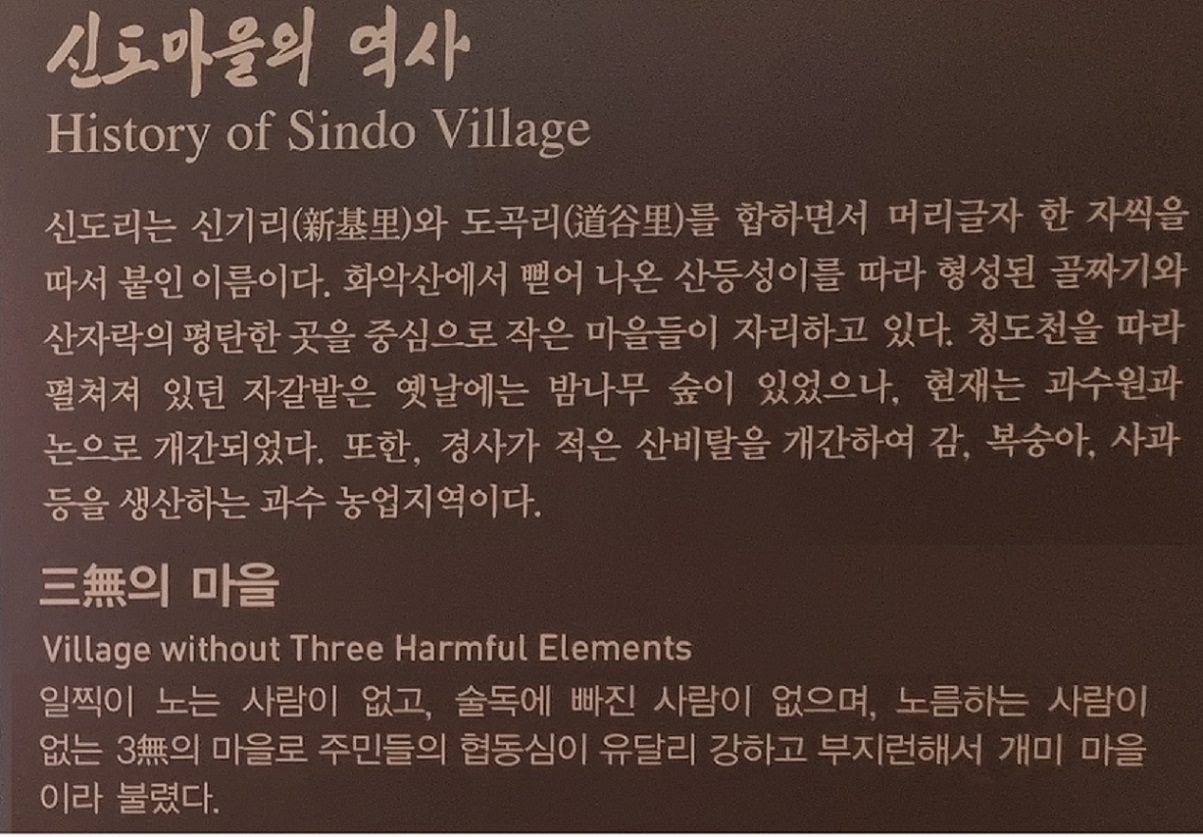 신도마을의 역사
History of Sindo Village
신도리는 신기리(新基里)와 도곡리(道谷里)를 합하면서 머리글자 한 자씩을
따서 붙인 이름이다. 화악산에서 뻗어 나온 산등성이를 따라 형성된 골짜기와
산자락의 평탄한 곳을 중심으로 작은 마을들이 자리하고 있다. 청도천을 따라
펼쳐져 있던 자갈밭은 옛날에는 밤나무 숲이 있었으나, 현재는 과수원과
논으로 개간되었다. 또한, 경사가 적은 산비탈을 개간하여 감, 복숭아, 사과
등을 생산하는 과수 농업지역이다.
三無의 마을
Village without Three Harmful Elements
일찍이 노는 사람이 없고, 술독에 빠진 사람이 없으며, 노름하는 사람이
없는 3無의 마을로 주민들의 협동심이 유달리 강하고 부지런해서 개미 마을
이라 불렸다.